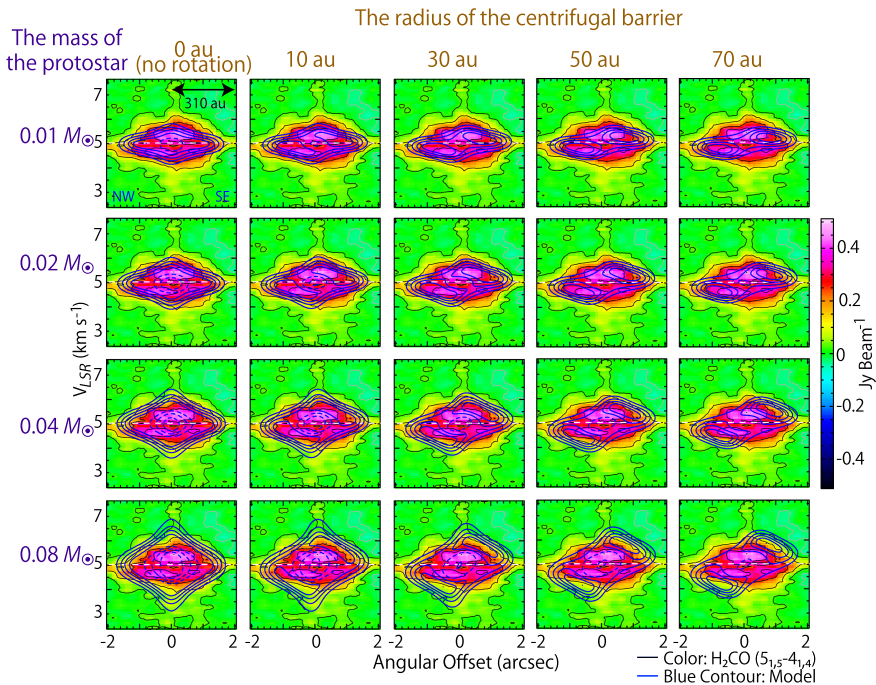 The radius of the centrifugal barrier
The mass of
the protostar
0 au
(no rotation)
10 au
30 au
50 au
70 au
310 au
NW
SE
0.01 M☉
7
5
3
0.02 M☉
7
5
3
0.04 M☉
7
5
3
0.08 M☉
7
5
3
V_LSR (km s⁻¹)
-2 0 2 -2 0 2 -2 0 2 -2 0 2 -2 0 2
Angular Offset (arcsec)
0.4
0.2
0
-0.2
-0.4
Jy Beam⁻¹
Color: H₂CO (5₁,₅-4₁,₄)
Blue Contour: Model